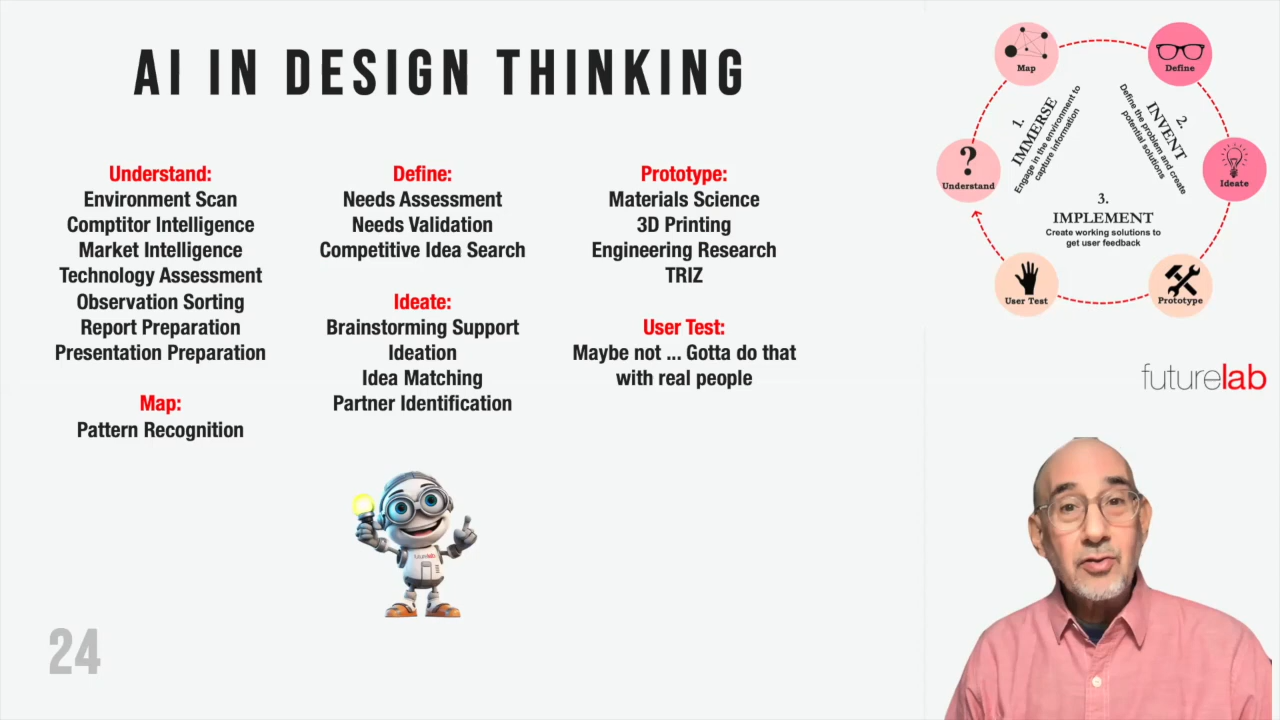 AI IN DESIGN THINKING
Understand:
Environment Scan
Comptitor Intelligence
Market Intelligence
Technology Assessment
Observation Sorting
Report Preparation
Presentation Preparation
Map:
Pattern Recognition
Define:
Needs Assessment
Needs Validation
Competitive Idea Search
Ideate:
Brainstorming Support
Ideation
Idea Matching
Partner Identification
Prototype:
Materials Science
3D Printing
Engineering Research
TRIZ
User Test:
Maybe not ... Gotta do that
with real people
futurelab
24
Map
Define
Understand
Ideate
User Test
Prototype
1.
IMMERSE
Engage in the environment to
capture information
2.
INVENT
Define the problem and create
potential solutions
3.
IMPLEMENT
Create working solutions to
get user feedback
futurelab